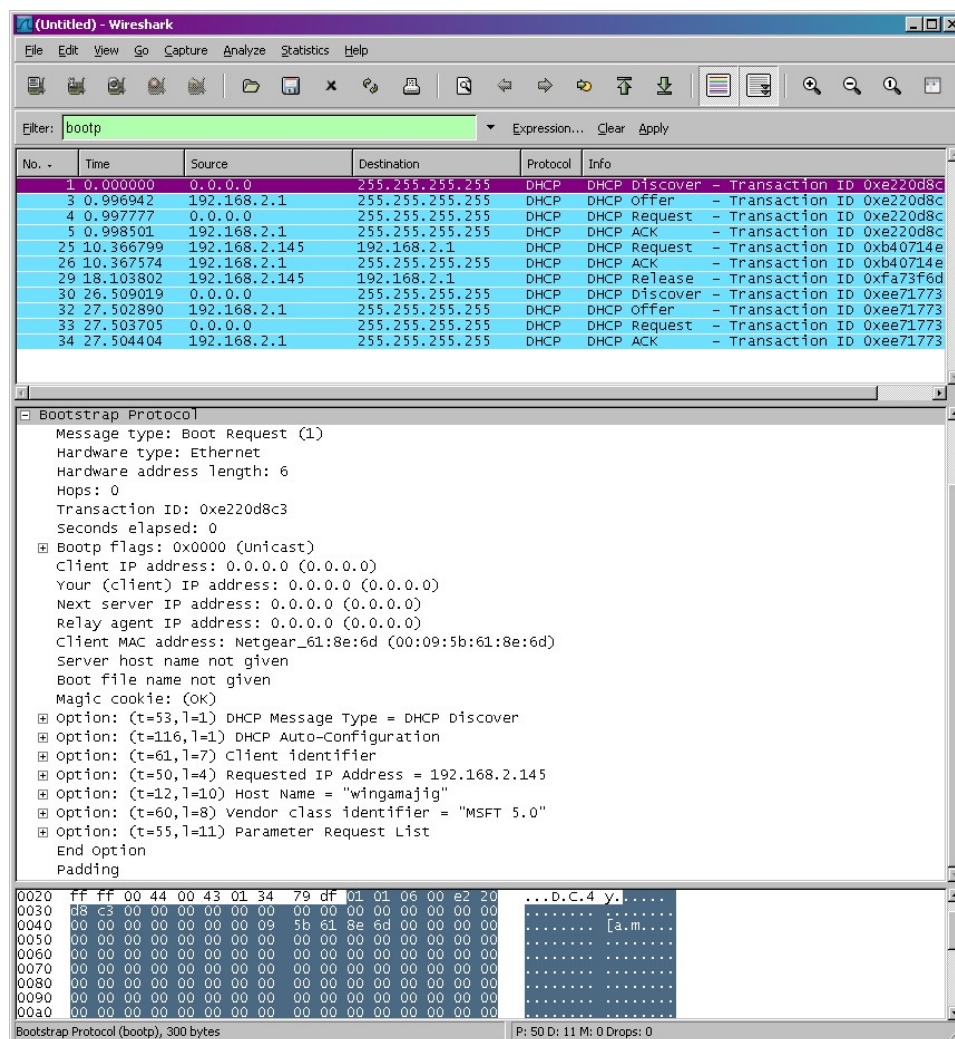 (Untitled) - Wireshark
File Edit View Go Capture Analyze Statistics Help
Filter: bootp Expression... Clear Apply
No. - Time Source Destination Protocol Info
1 0.000000 0.0.0.0 255.255.255.255 DHCP DHCP Discover - Transaction ID 0xe220d8c
3 0.996942 192.168.2.1 255.255.255.255 DHCP DHCP Offer - Transaction ID 0xe220d8c
4 0.997777 0.0.0.0 255.255.255.255 DHCP DHCP Request - Transaction ID 0xe220d8c
5 0.998501 192.168.2.1 255.255.255.255 DHCP DHCP ACK - Transaction ID 0xe220d8c
25 10.366799 192.168.2.145 192.168.2.1 DHCP DHCP Request - Transaction ID 0xb40714e
26 10.367574 192.168.2.1 255.255.255.255 DHCP DHCP ACK - Transaction ID 0xb40714e
29 18.103802 192.168.2.145 192.168.2.1 DHCP DHCP Release - Transaction ID 0xfa73f6d
30 26.509019 0.0.0.0 255.255.255.255 DHCP DHCP Discover - Transaction ID 0xee71773
32 27.502890 192.168.2.1 255.255.255.255 DHCP DHCP Offer - Transaction ID 0xee71773
33 27.503705 0.0.0.0 255.255.255.255 DHCP DHCP Request - Transaction ID 0xee71773
34 27.504404 192.168.2.1 255.255.255.255 DHCP DHCP ACK - Transaction ID 0xee71773
Bootstrap Protocol
Message type: Boot Request (1)
Hardware type: Ethernet
Hardware address length: 6
Hops: 0
Transaction ID: 0xe220d8c3
Seconds elapsed: 0
Bootp flags: 0x0000 (Unicast)
Client IP address: 0.0.0.0 (0.0.0.0)
Your (client) IP address: 0.0.0.0 (0.0.0.0)
Next server IP address: 0.0.0.0 (0.0.0.0)
Relay agent IP address: 0.0.0.0 (0.0.0.0)
Client MAC address: Netgear_61:8e:6d (00:09:5b:61:8e:6d)
Server host name not given
Boot file name not given
Magic cookie: (OK)
Option: (t=53,l=1) DHCP Message Type = DHCP Discover
Option: (t=116,l=1) DHCP Auto-Configuration
Option: (t=61,l=7) Client identifier
Option: (t=50,l=4) Requested IP Address = 192.168.2.145
Option: (t=12,l=10) Host Name = "wingamajig"
Option: (t=60,l=8) Vendor class identifier = "MSFT 5.0"
Option: (t=55,l=11) Parameter Request List
End Option
Padding
0020 ff ff 00 44 00 43 01 34 79 df 01 01 06 00 e2 20 ...D.C.4 y.....
0030 d8 c3 00 00 00 00 00 00 00 00 00 00 00 00 00 00 ........ ........
0040 00 00 00 00 00 00 00 09 5b 61 8e 6d 00 00 00 00 ........ [a.m....
0050 00 00 00 00 00 00 00 00 00 00 00 00 00 00 00 00 ........ ........
0060 00 00 00 00 00 00 00 00 00 00 00 00 00 00 00 00 ........ ........
0070 00 00 00 00 00 00 00 00 00 00 00 00 00 00 00 00 ........ ........
0080 00 00 00 00 00 00 00 00 00 00 00 00 00 00 00 00 ........ ........
0090 00 00 00 00 00 00 00 00 00 00 00 00 00 00 00 00 ........ ........
00a0 00 00 00 00 00 00 00 00 00 00 00 00 00 00 00 00 ........ ........
Bootstrap Protocol (bootp), 300 bytes P: 50 D: 11 M: 0 Drops: 0